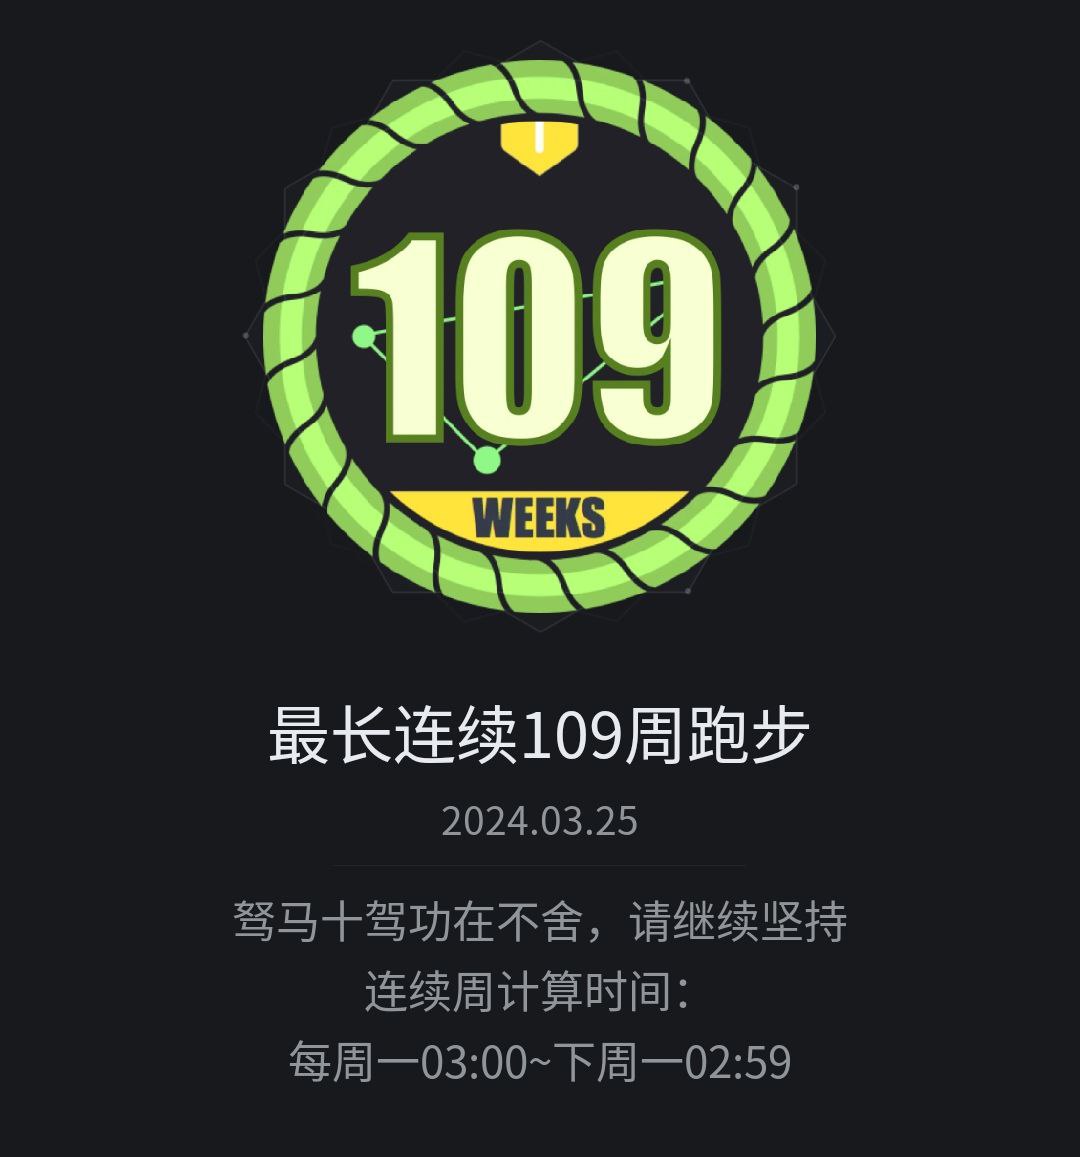 109
WEEKS
最长连续109周跑步
2024.03.25
驽马十驾功在不舍，请继续坚持
连续周计算时间：
每周一03:00~下周一02:59